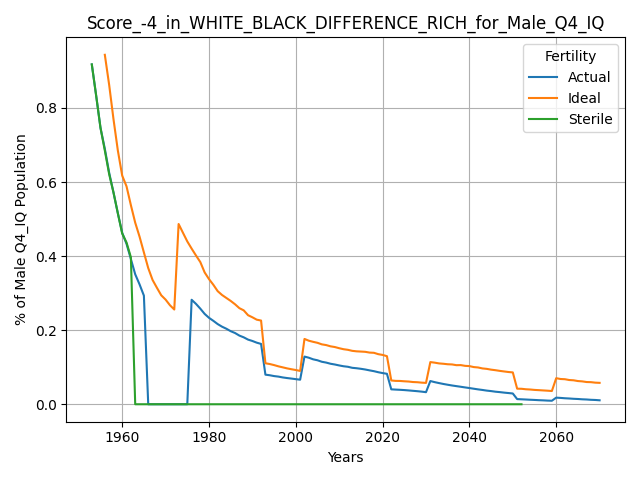 Score_-4_in_WHITE_BLACK_DIFFERENCE_RICH_for_Male_Q4_IQ
Fertility
Actual
Ideal
Sterile
% of Male Q4_IQ Population
0.8
0.6
0.4
0.2
0.0
1960 1980 2000 2020 2040 2060
Years